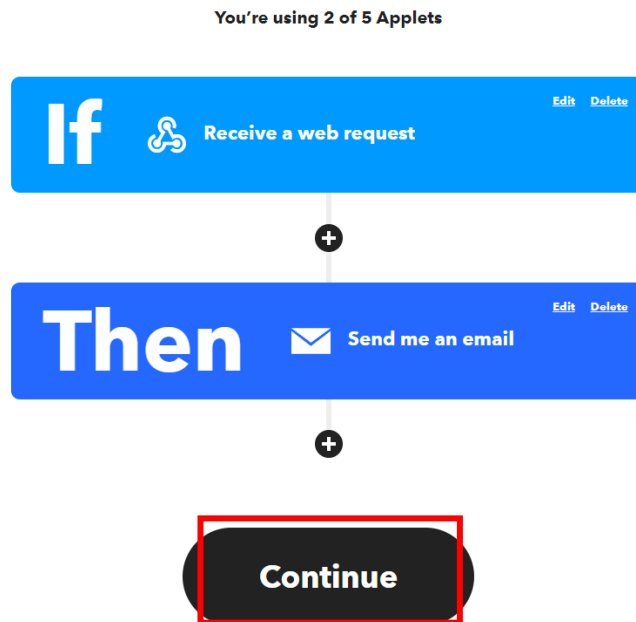 You're using 2 of 5 Applets
Edit Delete
If Receive a web request
Edit Delete
Then Send me an email
Continue